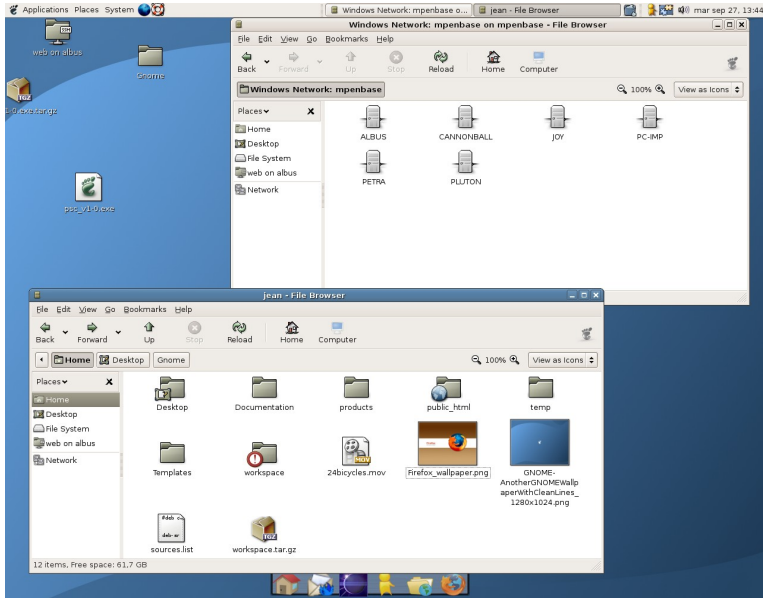 Applications Places System
Windows Network: mpenbase o...
jean - File Browser
mar sep 27, 13:44
web on albus
Gnome
TGZ
psc_v1-0.exe
Windows Network: mpenbase on mpenbase - File Browser
File Edit View Go Bookmarks Help
Back Forward Up Stop Reload Home Computer
Windows Network: mpenbase
100% View as Icons
Places
Home
Desktop
File System
web on albus
Network
ALBUS CANNONBALL JOY PC-IMP
PETRA PLUTON
jean - File Browser
File Edit View Go Bookmarks Help
Back Forward Up Stop Reload Home Computer
Home Desktop Gnome
100% View as Icons
Places
Home
Desktop
File System
web on albus
Network
Desktop Documentation products public_html temp
MOV
Templates workspace 24bicycles.mov Firefox_wallpaper.png GNOME-
AnotherGNOMEWallp
aperWithCleanLines_
1280x1024.png
TGZ
sources.list workspace.tar.gz
12 items, Free space: 61,7 GB